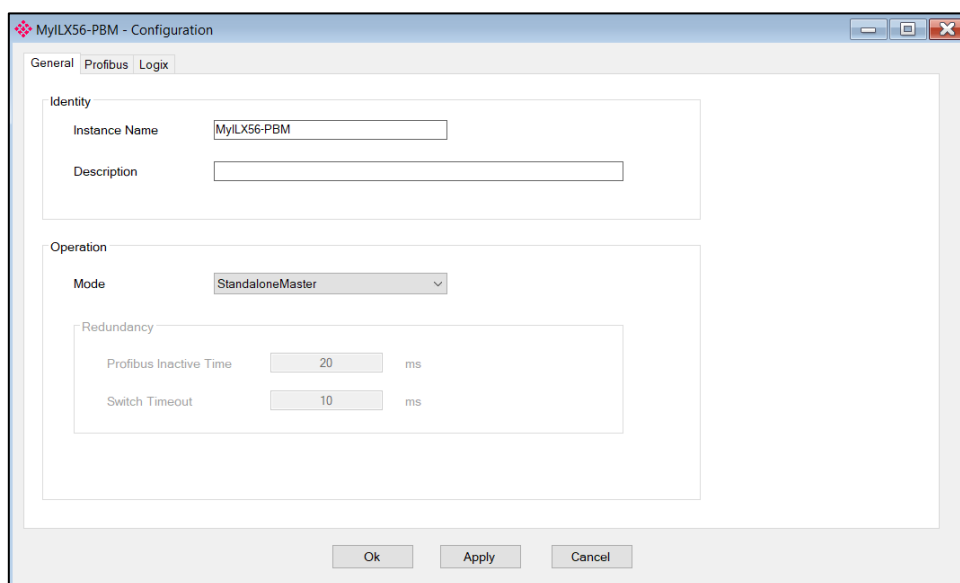 MyILX56-PBM - Configuration
General Profibus Logix
Identity
Instance Name MyILX56-PBM
Description
Operation
Mode StandaloneMaster
Redundancy
Profibus Inactive Time 20 ms
Switch Timeout 10 ms
Ok Apply Cancel